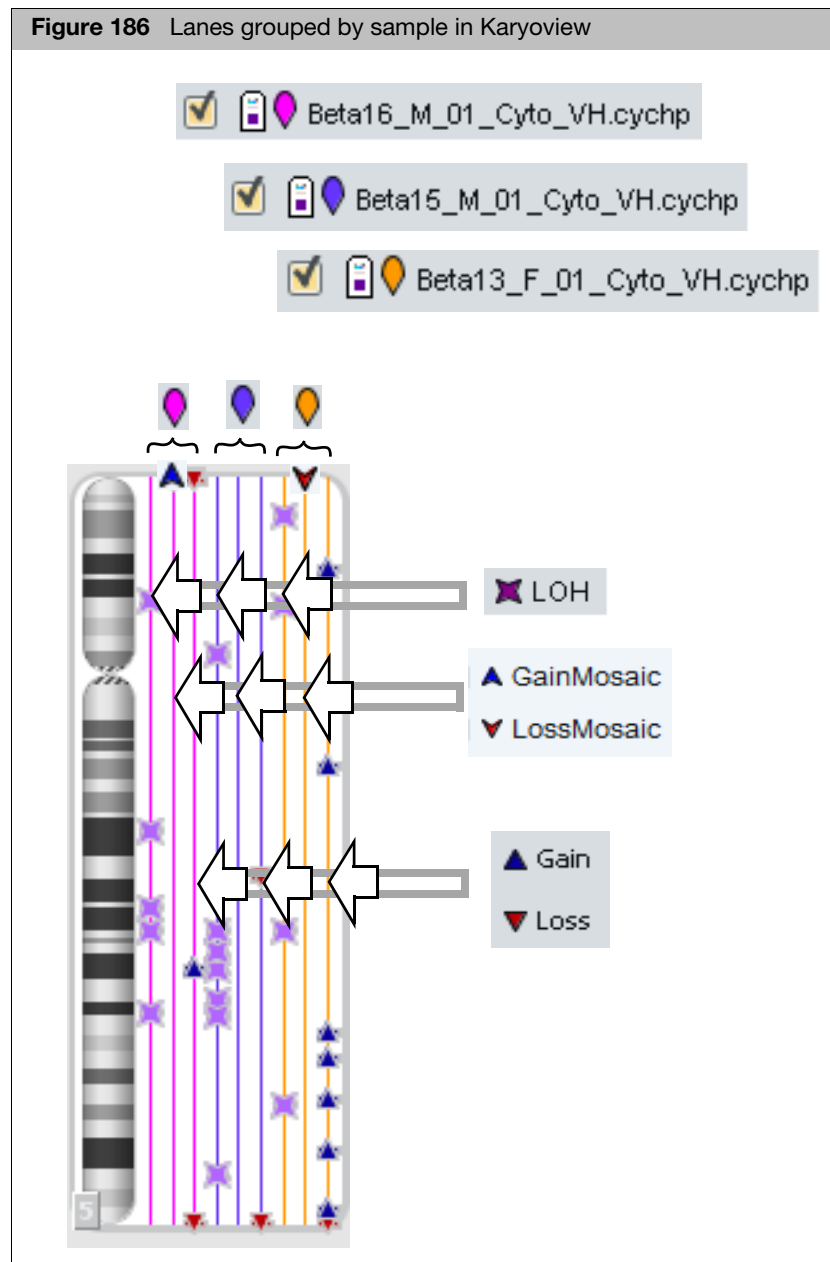 Figure 186 Lanes grouped by sample in Karyoview
Beta16_M_01_Cyto_VH.cychp
Beta15_M_01_Cyto_VH.cychp
Beta13_F_01_Cyto_VH.cychp
LOH
GainMosaic
LossMosaic
Gain
Loss
5